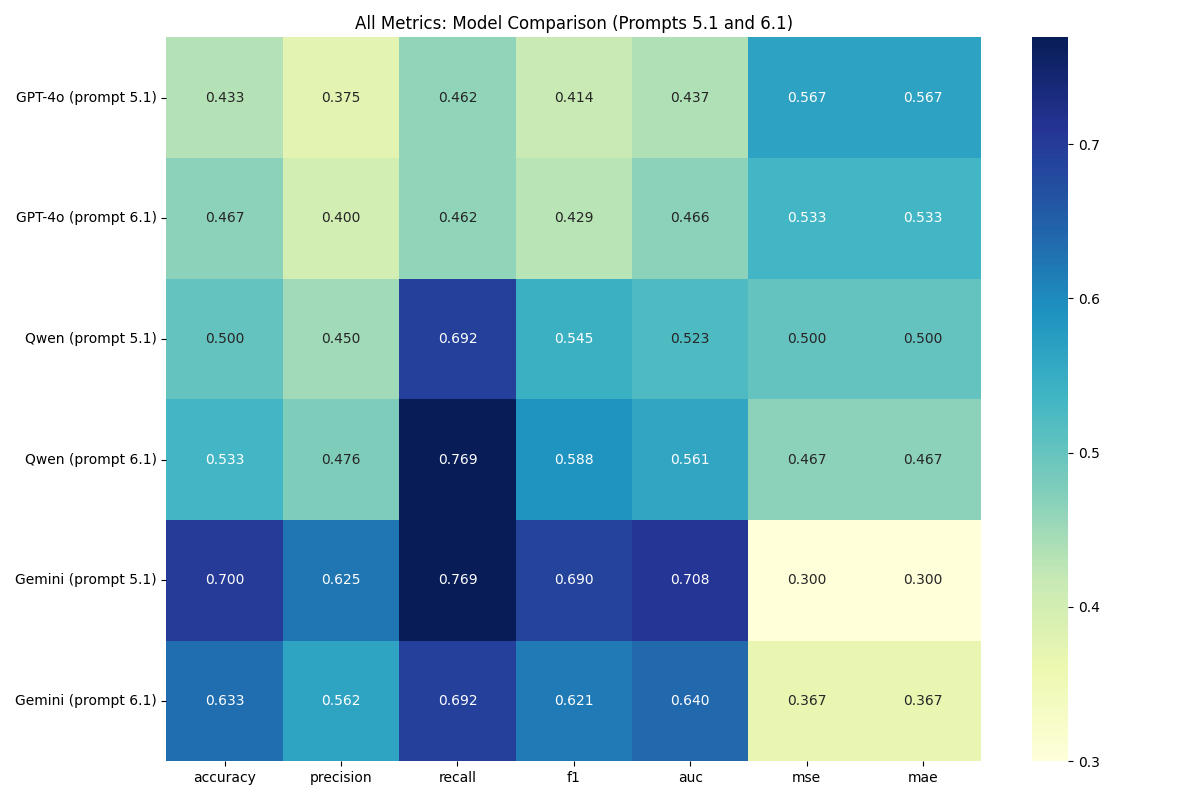 All Metrics: Model Comparison (Prompts 5.1 and 6.1)
GPT-4o (prompt 5.1) 0.433 0.375 0.462 0.414 0.437 0.567 0.567
GPT-4o (prompt 6.1) 0.467 0.400 0.462 0.429 0.466 0.533 0.533
Qwen (prompt 5.1) 0.500 0.450 0.692 0.545 0.523 0.500 0.500
Qwen (prompt 6.1) 0.533 0.476 0.769 0.588 0.561 0.467 0.467
Gemini (prompt 5.1) 0.700 0.625 0.769 0.690 0.708 0.300 0.300
Gemini (prompt 6.1) 0.633 0.562 0.692 0.621 0.640 0.367 0.367
accuracy precision recall f1 auc mse mae
0.7
0.6
0.5
0.4
0.3